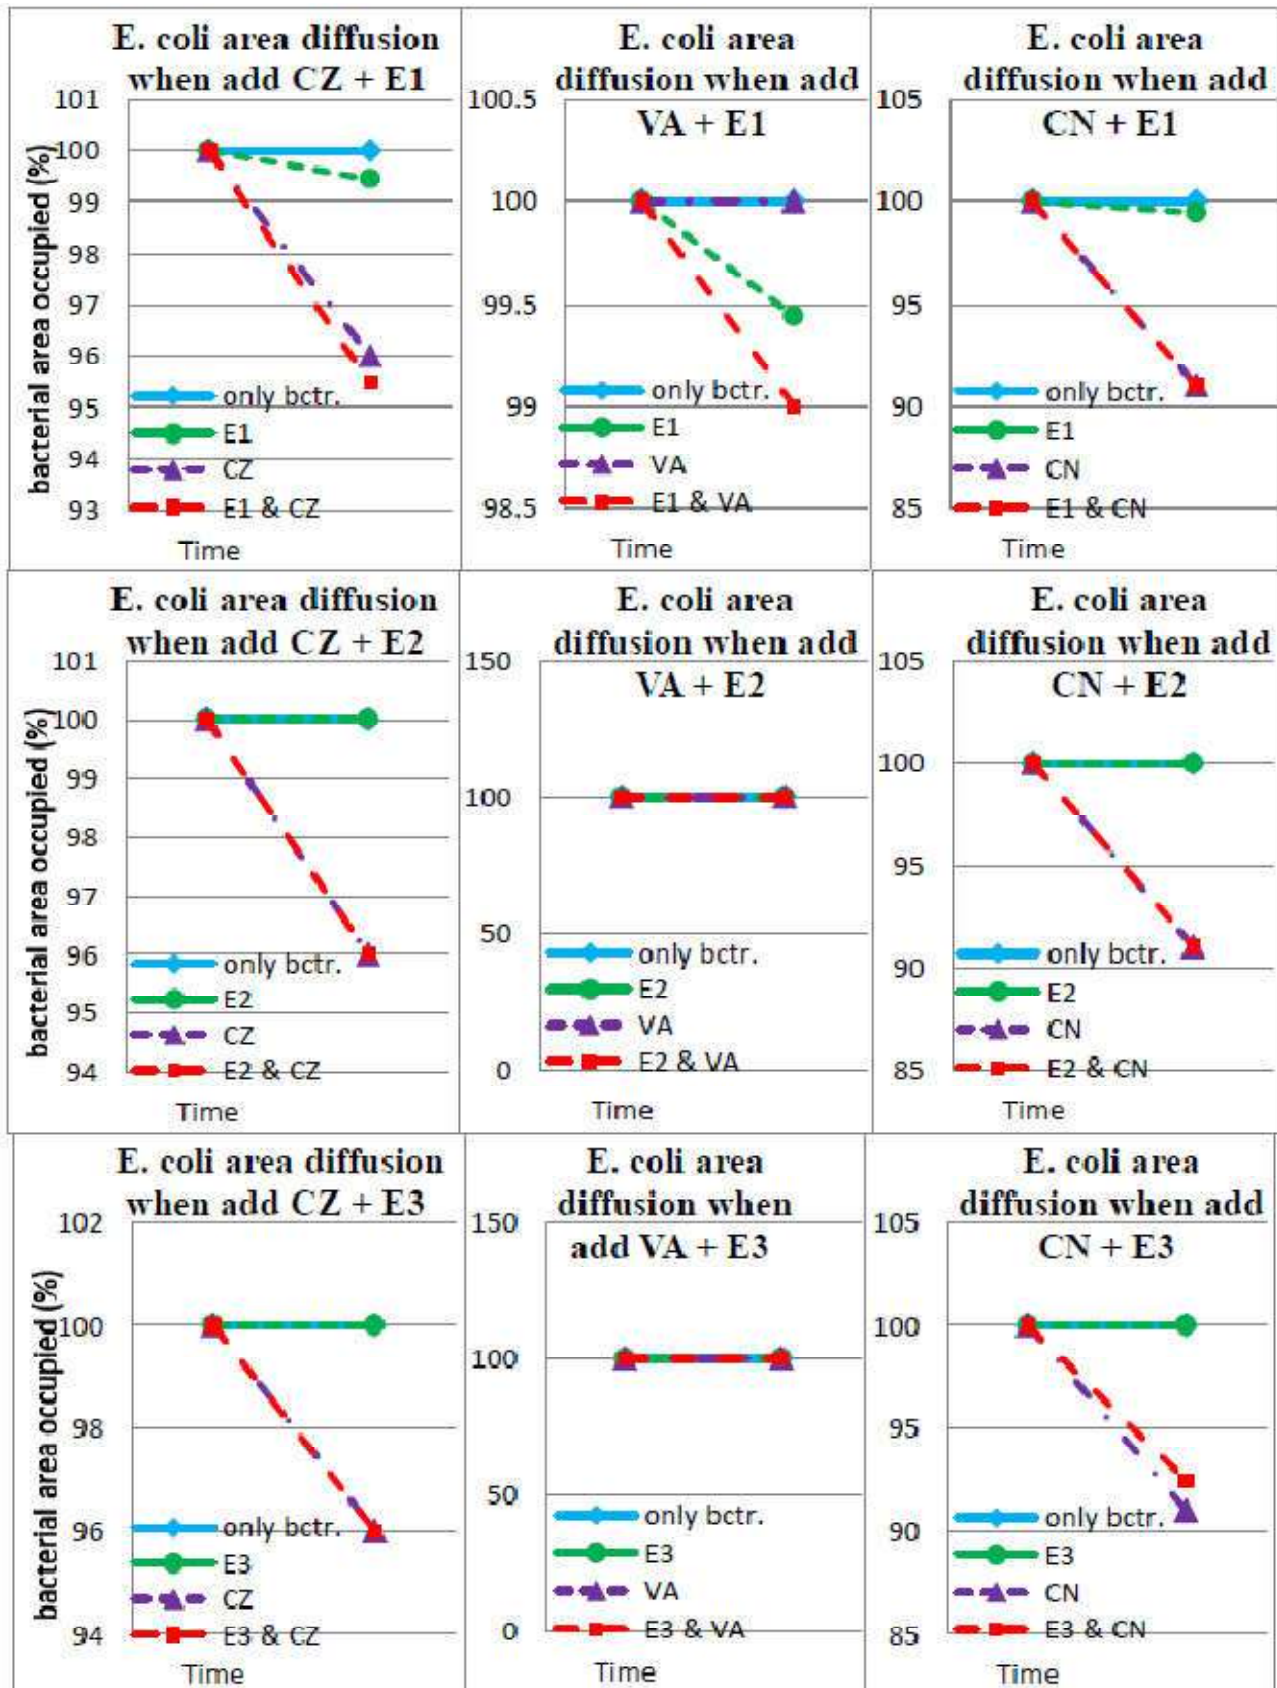 E. coli area diffusion
when add CZ + E1
bacterial area occupied (%)
101
100
99
98
97
96
95
94
93
only bctr.
E1
CZ
E1 & CZ
Time
E. coli area
diffusion when add
VA + E1
100.5
100
99.5
99
98.5
only bctr.
E1
VA
E1 & VA
Time
E. coli area
diffusion when add
CN + E1
105
100
95
90
85
only bctr.
E1
CN
E1 & CN
Time
E. coli area diffusion
when add CZ + E2
bacterial area occupied (%)
101
100
99
98
97
96
95
94
only bctr.
E2
CZ
E2 & CZ
Time
E. coli area
diffusion when add
VA + E2
150
100
50
0
only bctr.
E2
VA
E2 & VA
Time
E. coli area
diffusion when add
CN + E2
105
100
95
90
85
only bctr.
E2
CN
E2 & CN
Time
E. coli area diffusion
when add CZ + E3
bacterial area occupied (%)
102
100
98
96
94
only bctr.
E3
CZ
E3 & CZ
Time
E. coli area
diffusion when
add VA + E3
150
100
50
0
only bctr.
E3
VA
E3 & VA
Time
E. coli area
diffusion when add
CN + E3
105
100
95
90
85
only bctr.
E3
CN
E3 & CN
Time